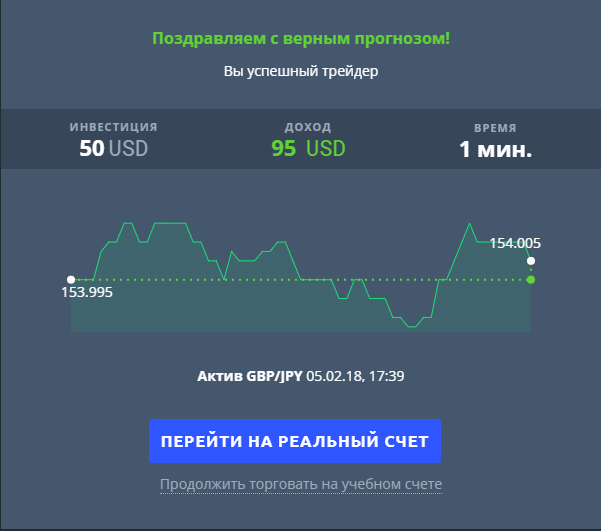 Поздравляем с верным прогнозом!
Вы успешный трейдер
ИНВЕСТИЦИЯ ДОХОД ВРЕМЯ
50 USD 95 USD 1 мин.
154.005
153.995
Актив GBP/JPY 05.02.18, 17:39
ПЕРЕЙТИ НА РЕАЛЬНЫЙ СЧЕТ
Продолжить торговать на учебном счете